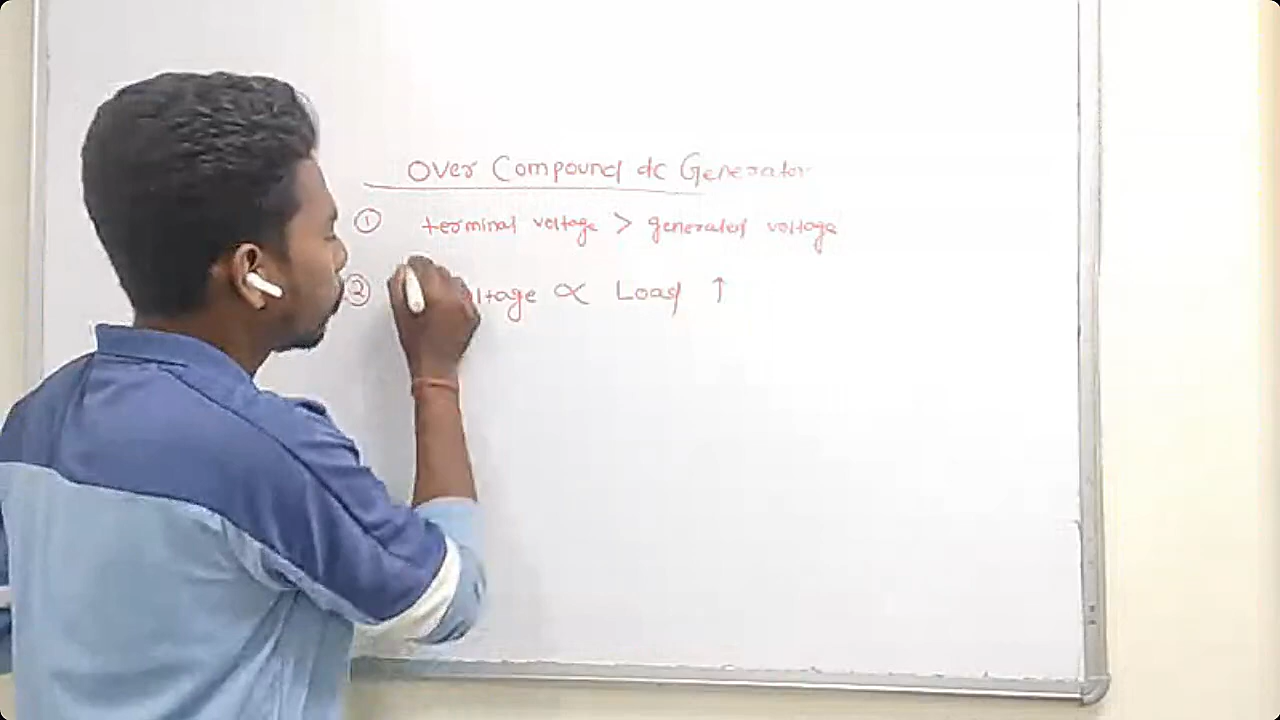 Over Compound dc Generator
① terminal voltage > generated voltage
② ltage ∝ Load ↑